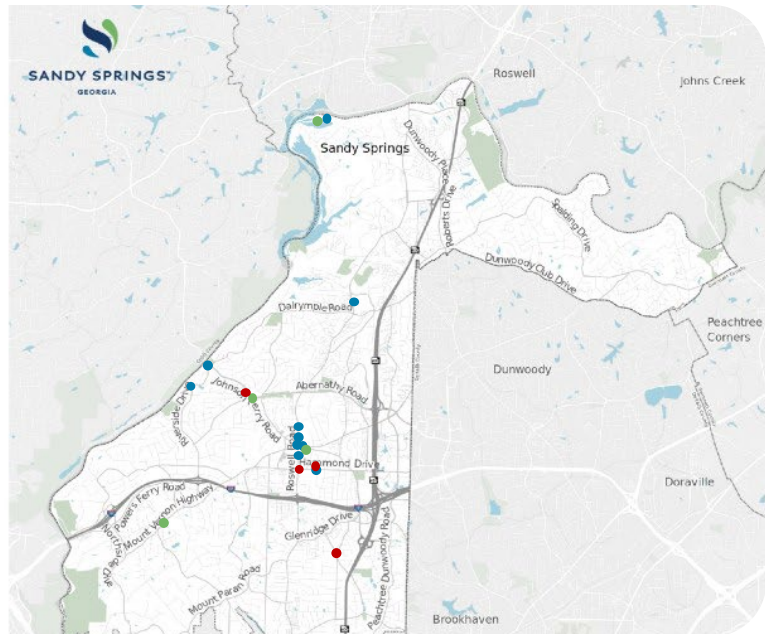 SANDY SPRINGS
GEORGIA
Roswell
Johns Creek
Sandy Springs
Dunwoody Place
Roberts Drive
Spalding Drive
Dunwoody Club Drive
Dalrymple Road
Peachtree
Corners
Dunwoody
Riverside Drive
Johnson Ferry Road
Abernathy Road
Roswell Road
Hammond Drive
Powers Ferry Road
Mount Vernon Highway
Northside Drive
Glenridge Drive
Doraville
Mount Paran Road
Peachtree Dunwoody Road
Brookhaven